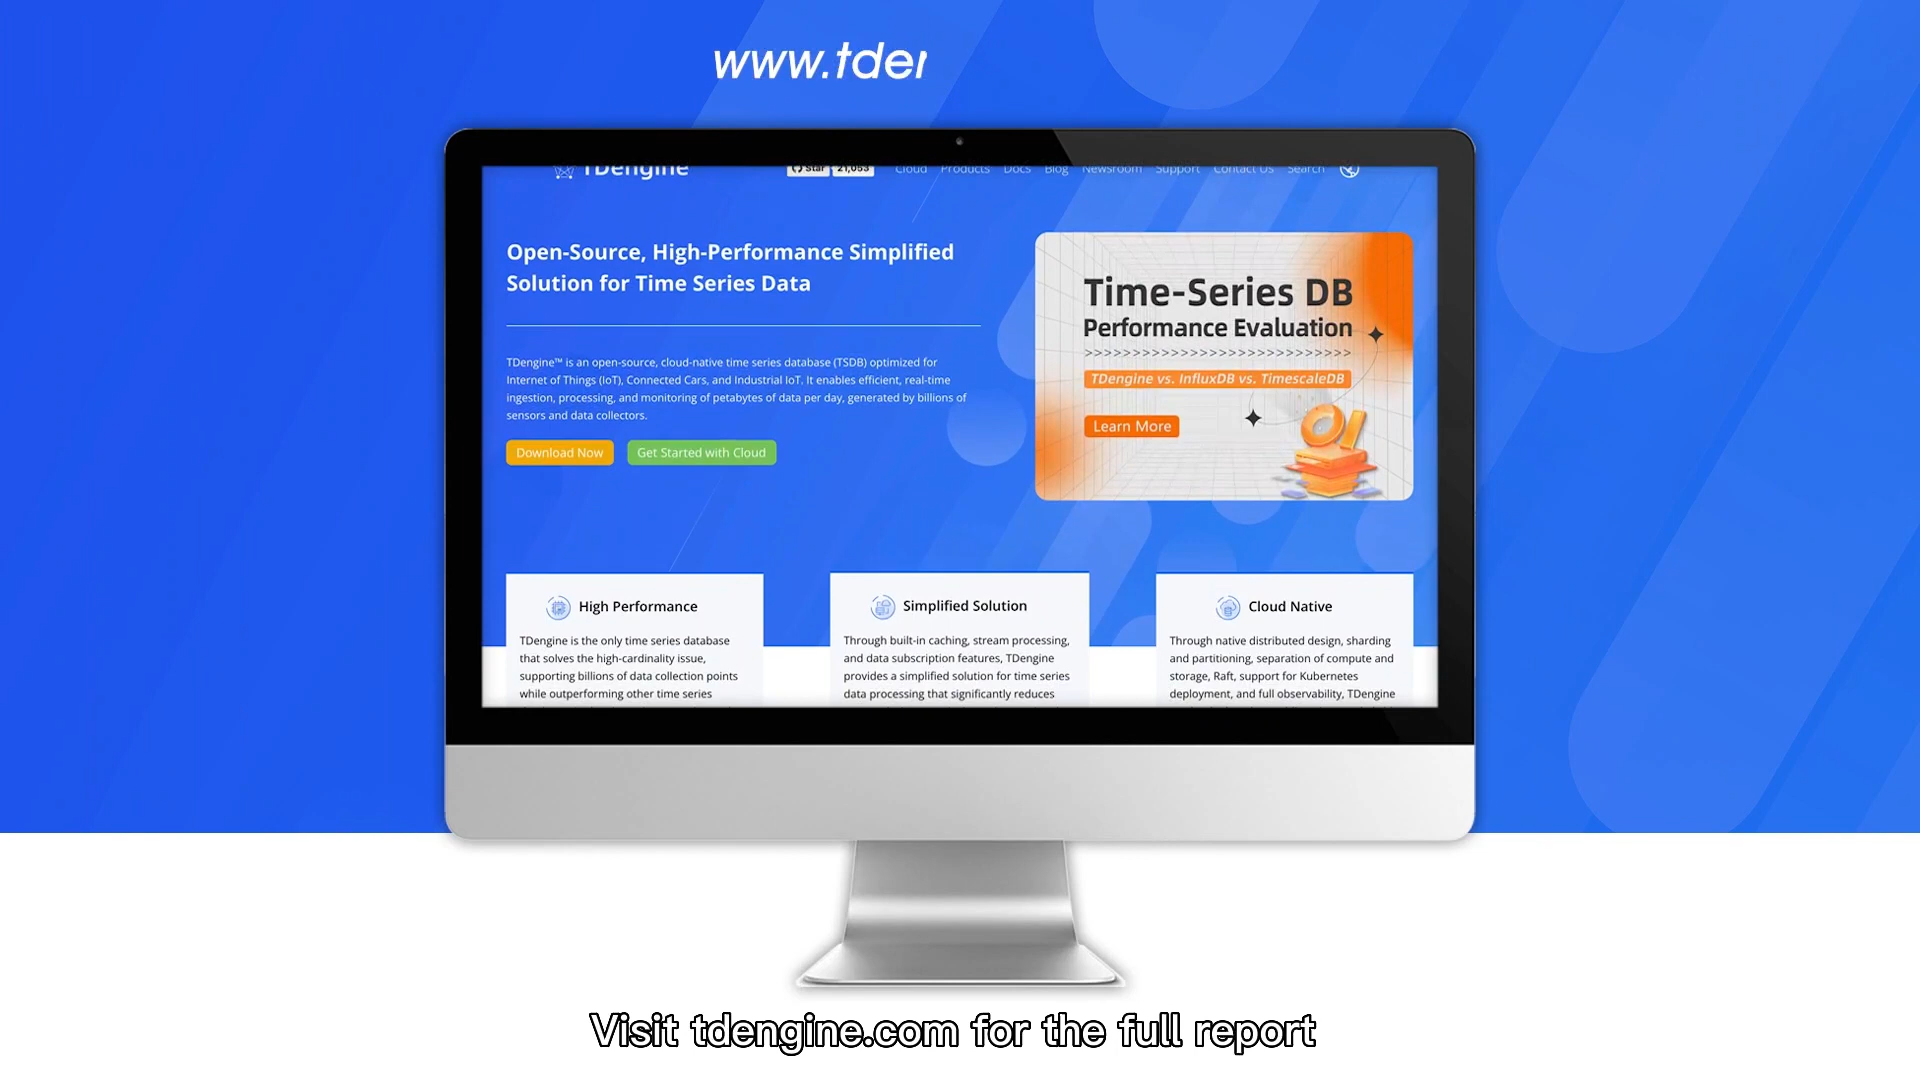 www.tder
TDengine
Star 21,053 Cloud Products Docs Blog Newsroom Support Contact Us Search
Open-Source, High-Performance Simplified
Solution for Time Series Data
TDengine™ is an open-source, cloud-native time series database (TSDB) optimized for
Internet of Things (IoT), Connected Cars, and Industrial IoT. It enables efficient, real-time
ingestion, processing, and monitoring of petabytes of data per day, generated by billions of
sensors and data collectors.
Download Now Get Started with Cloud
Time-Series DB
Performance Evaluation
>>>>>>>>>>>>>>>>>>>>>>>>>>>>
TDengine vs. InfluxDB vs. TimescaleDB
Learn More
High Performance
TDengine is the only time series database
that solves the high-cardinality issue,
supporting billions of data collection points
while outperforming other time series
Simplified Solution
Through built-in caching, stream processing,
and data subscription features, TDengine
provides a simplified solution for time series
data processing that significantly reduces
Cloud Native
Through native distributed design, sharding
and partitioning, separation of compute and
storage, Raft, support for Kubernetes
deployment, and full observability, TDengine
Visit tdengine.com for the full report